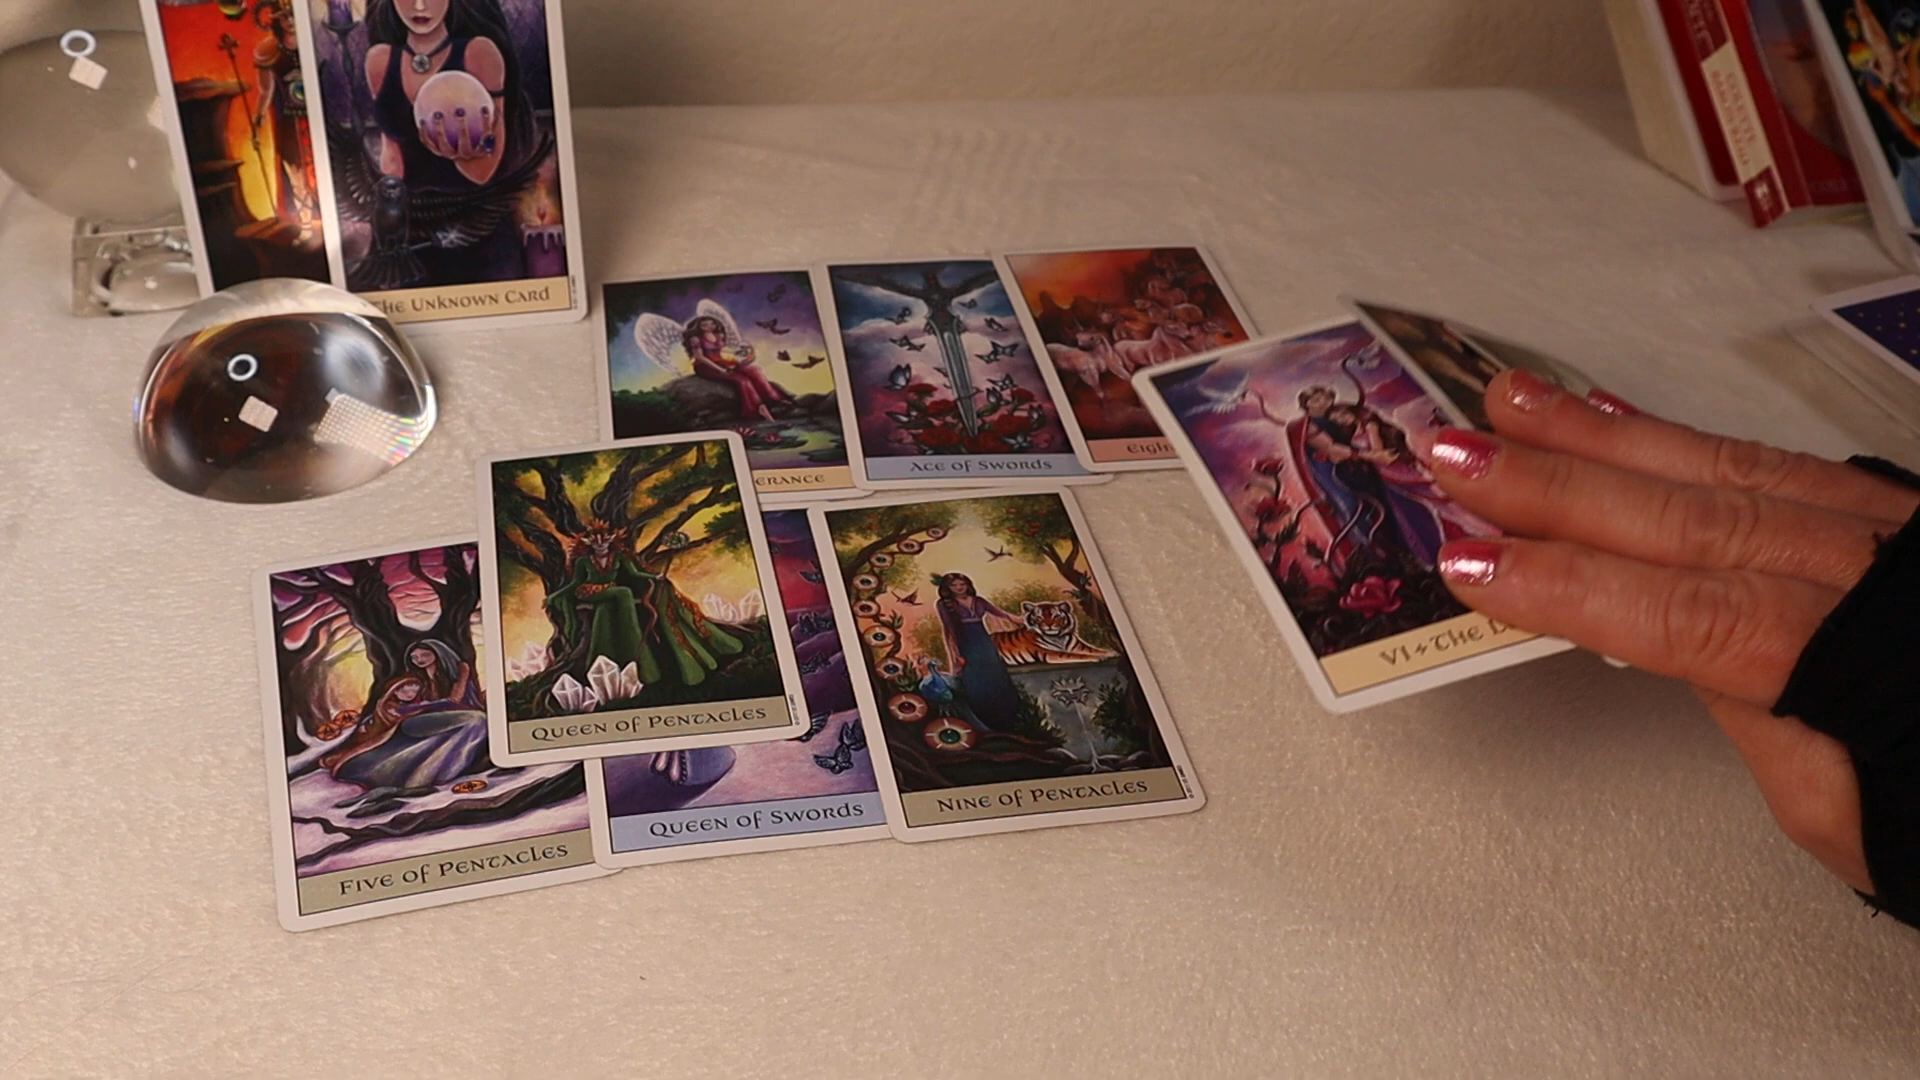 THE UNKNOWN CARD
ERANCE
ACE OF SWORDS
EIGH
VI THE L
QUEEN OF PENTACLES
QUEEN OF SWORDS
NINE OF PENTACLES
FIVE OF PENTACLES